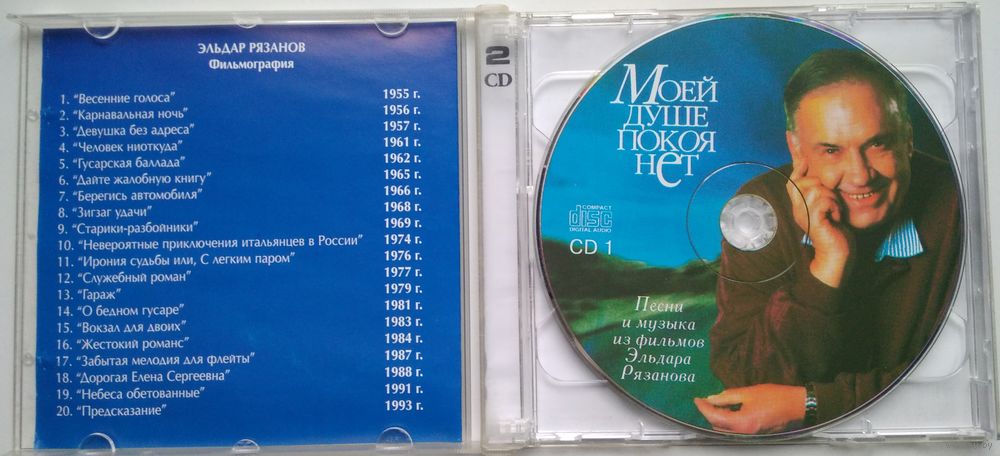 ЭЛЬДАР РЯЗАНОВ
Фильмография
1. "Весенние голоса" 1955 г.
2. "Карнавальная ночь" 1956 г.
3. "Девушка без адреса" 1957 г.
4. "Человек ниоткуда" 1961 г.
5. "Гусарская баллада" 1962 г.
6. "Дайте жалобную книгу" 1965 г.
7. "Берегись автомобиля" 1966 г.
8. "Зигзаг удачи" 1968 г.
9. "Старики-разбойники" 1969 г.
10. "Невероятные приключения итальянцев в России" 1974 г.
11. "Ирония судьбы или, С легким паром" 1976 г.
12. "Служебный роман" 1977 г.
13. "Гараж" 1979 г.
14. "О бедном гусаре" 1981 г.
15. "Вокзал для двоих" 1983 г.
16. "Жестокий романс" 1984 г.
17. "Забытая мелодия для флейты" 1987 г.
18. "Дорогая Елена Сергеевна" 1988 г.
19. "Небеса обетованные" 1991 г.
20. "Предсказание" 1993 г.
2
CD
МОЕЙ
ДУШЕ
ПОКОЯ
НЕТ
COMPACT
disc
DIGITAL AUDIO
CD 1
Песни
и музыка
из фильмов
Эльдара
Рязанова